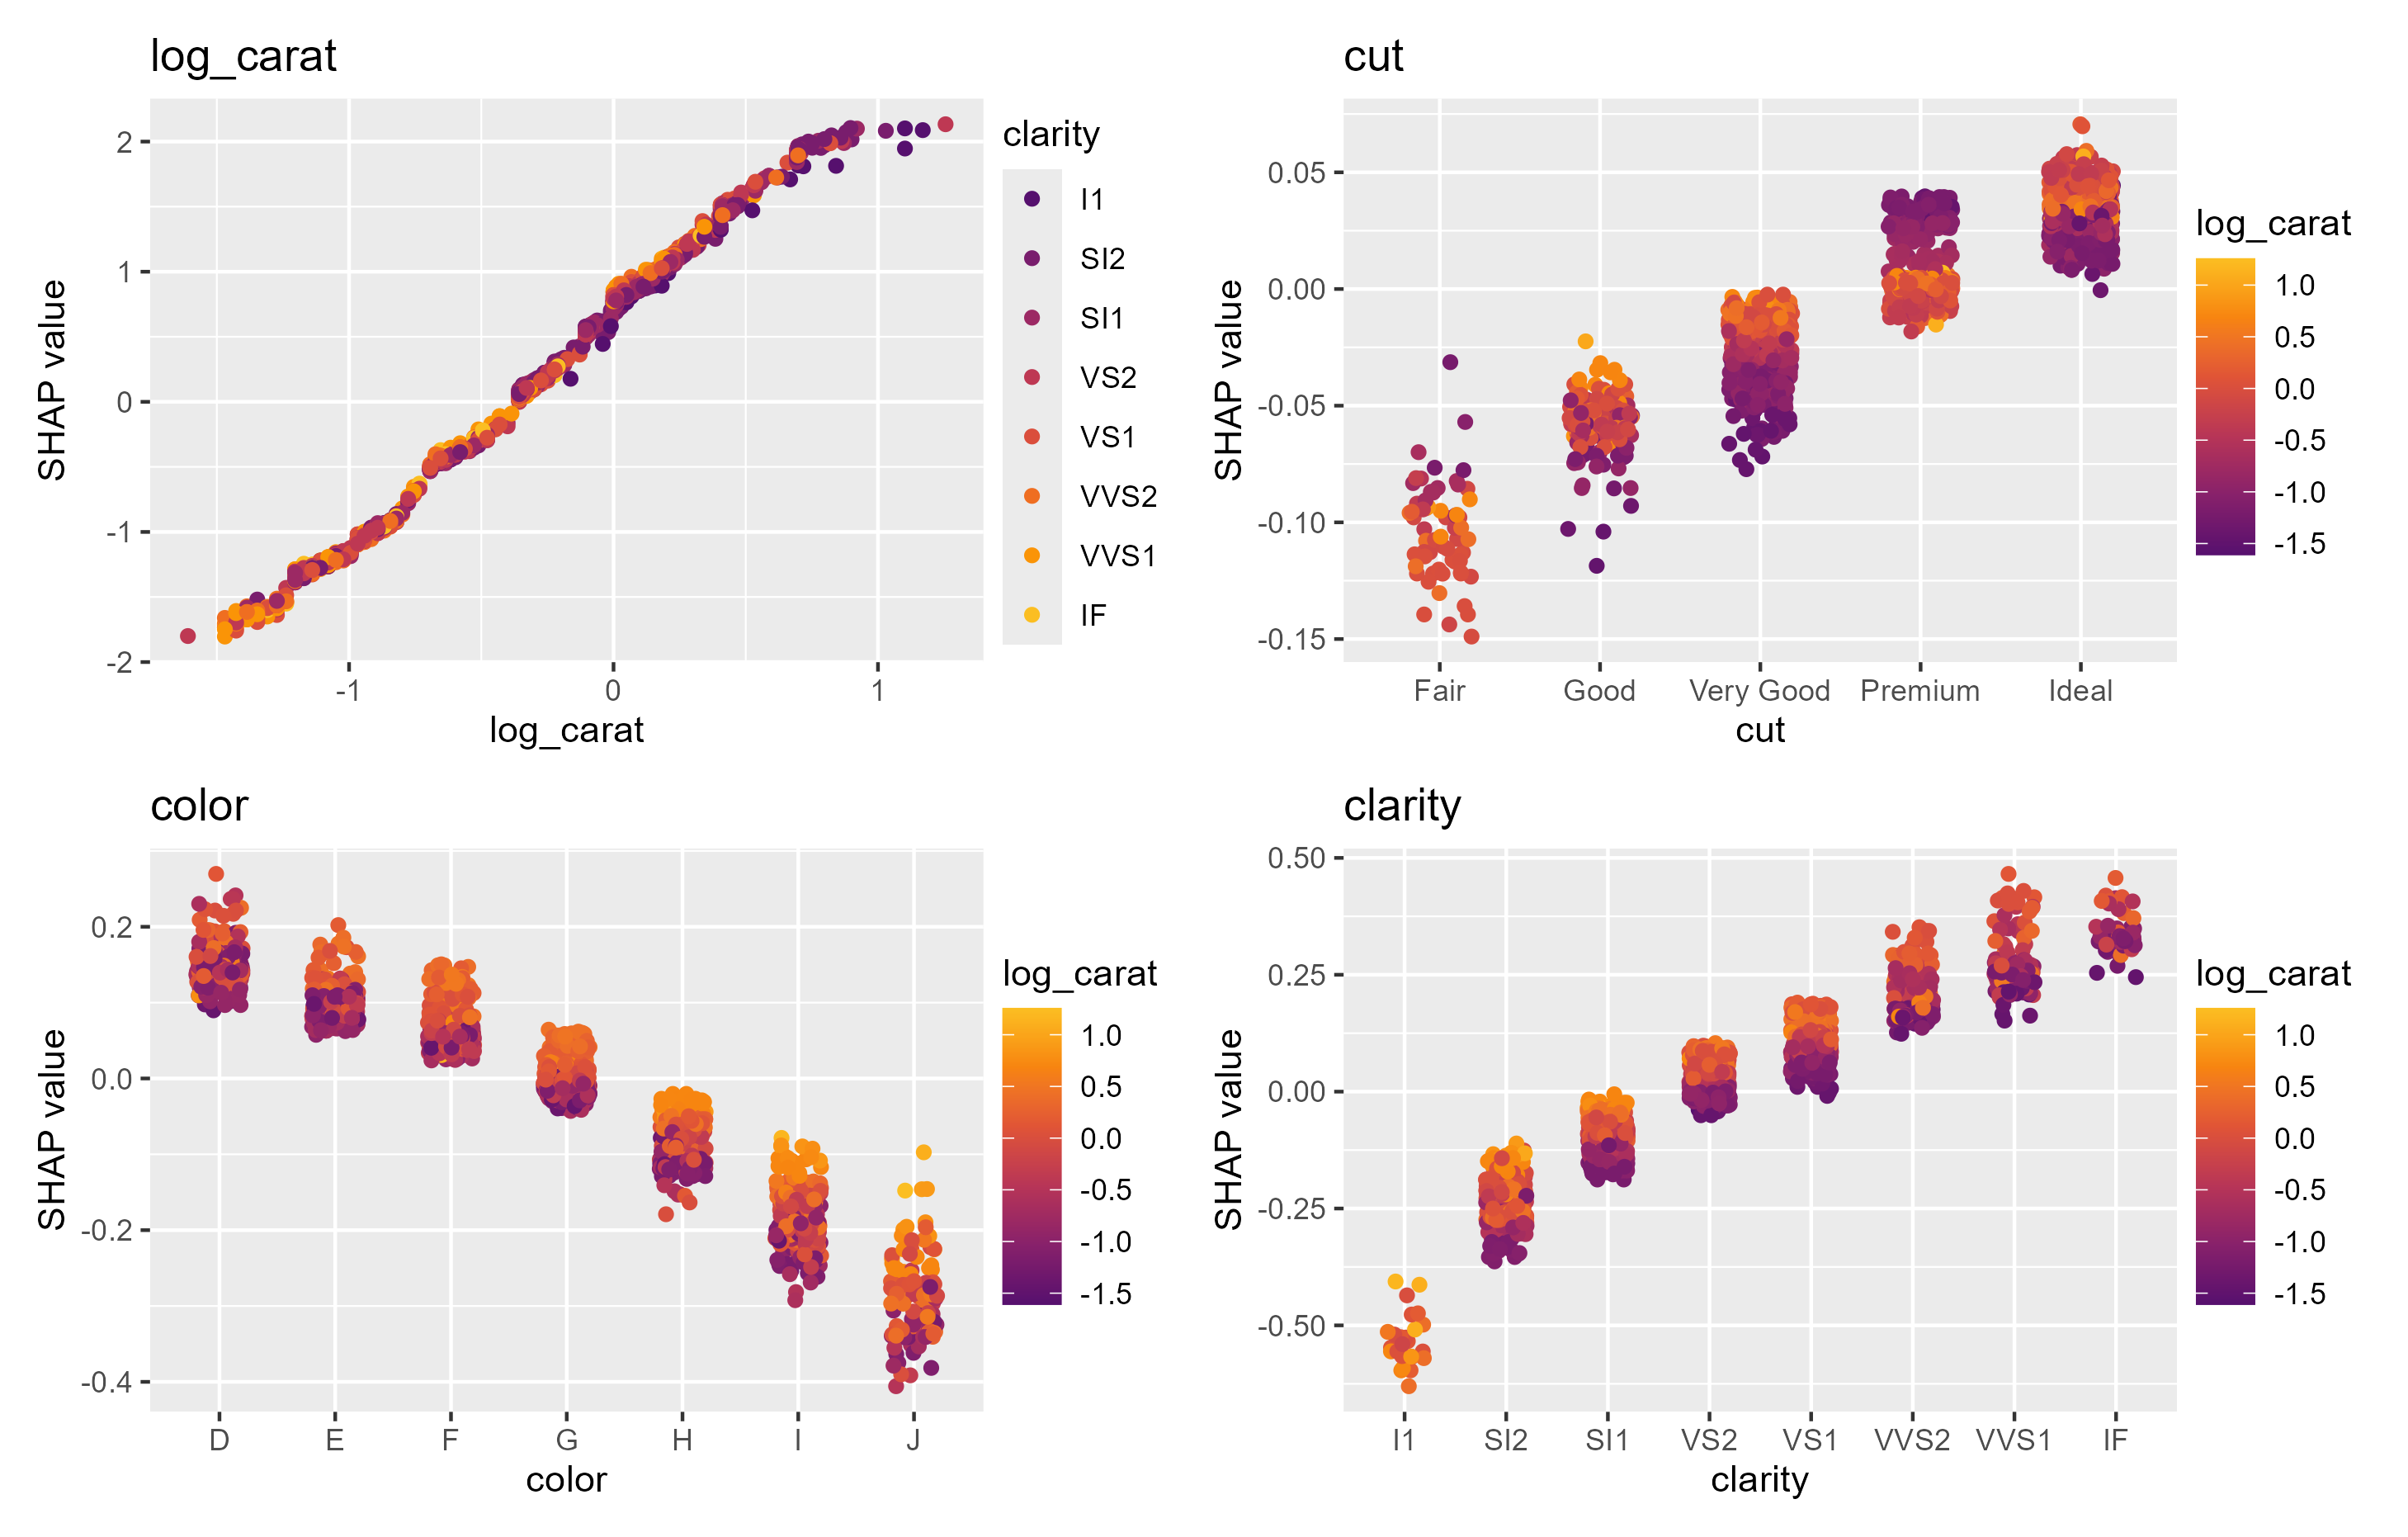 log_carat
SHAP value
2
1
0
-1
-2
-1
0
1
log_carat
clarity
I1
SI2
SI1
VS2
VS1
VVS2
VVS1
IF
cut
SHAP value
0.05
0.00
-0.05
-0.10
-0.15
Fair
Good
Very Good
Premium
Ideal
cut
log_carat
1.0
0.5
0.0
-0.5
-1.0
-1.5
color
SHAP value
0.2
0.0
-0.2
-0.4
D
E
F
G
H
I
J
color
log_carat
1.0
0.5
0.0
-0.5
-1.0
-1.5
clarity
SHAP value
0.50
0.25
0.00
-0.25
-0.50
I1
SI2
SI1
VS2
VS1
VVS2
VVS1
IF
clarity
log_carat
1.0
0.5
0.0
-0.5
-1.0
-1.5